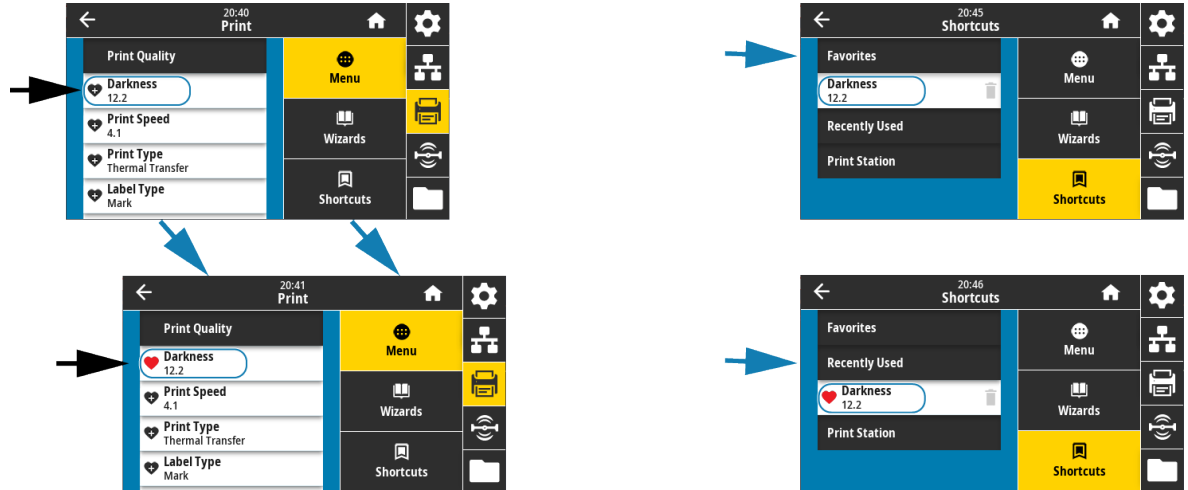 20:40
Print
Print Quality
Darkness
12.2
Print Speed
4.1
Print Type
Thermal Transfer
Label Type
Mark
Menu
Wizards
Shortcuts
20:45
Shortcuts
Favorites
Darkness
12.2
Recently Used
Print Station
Menu
Wizards
Shortcuts
20:41
Print
Print Quality
Darkness
12.2
Print Speed
4.1
Print Type
Thermal Transfer
Label Type
Mark
Menu
Wizards
Shortcuts
20:46
Shortcuts
Favorites
Recently Used
Darkness
12.2
Print Station
Menu
Wizards
Shortcuts